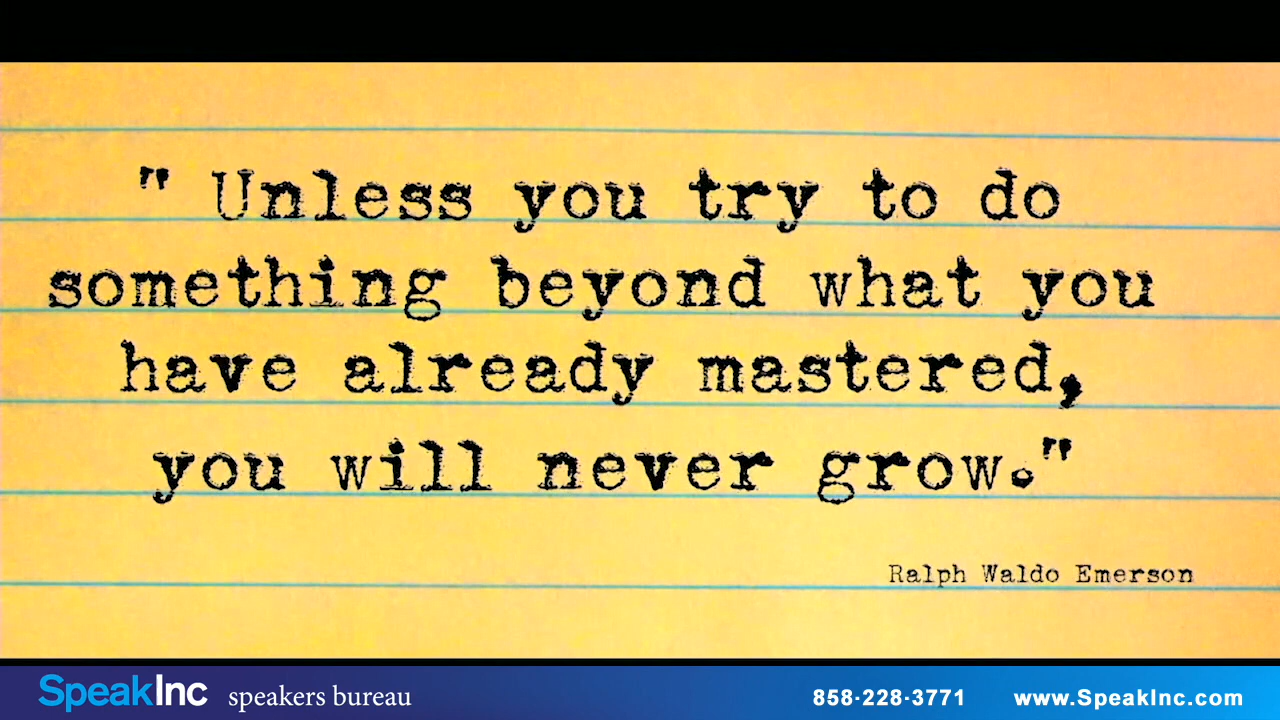 " Unless you try to do
something beyond what you
have already mastered,
you will never grow."
Ralph Waldo Emerson
SpeakInc speakers bureau 858-228-3771 www.SpeakInc.com